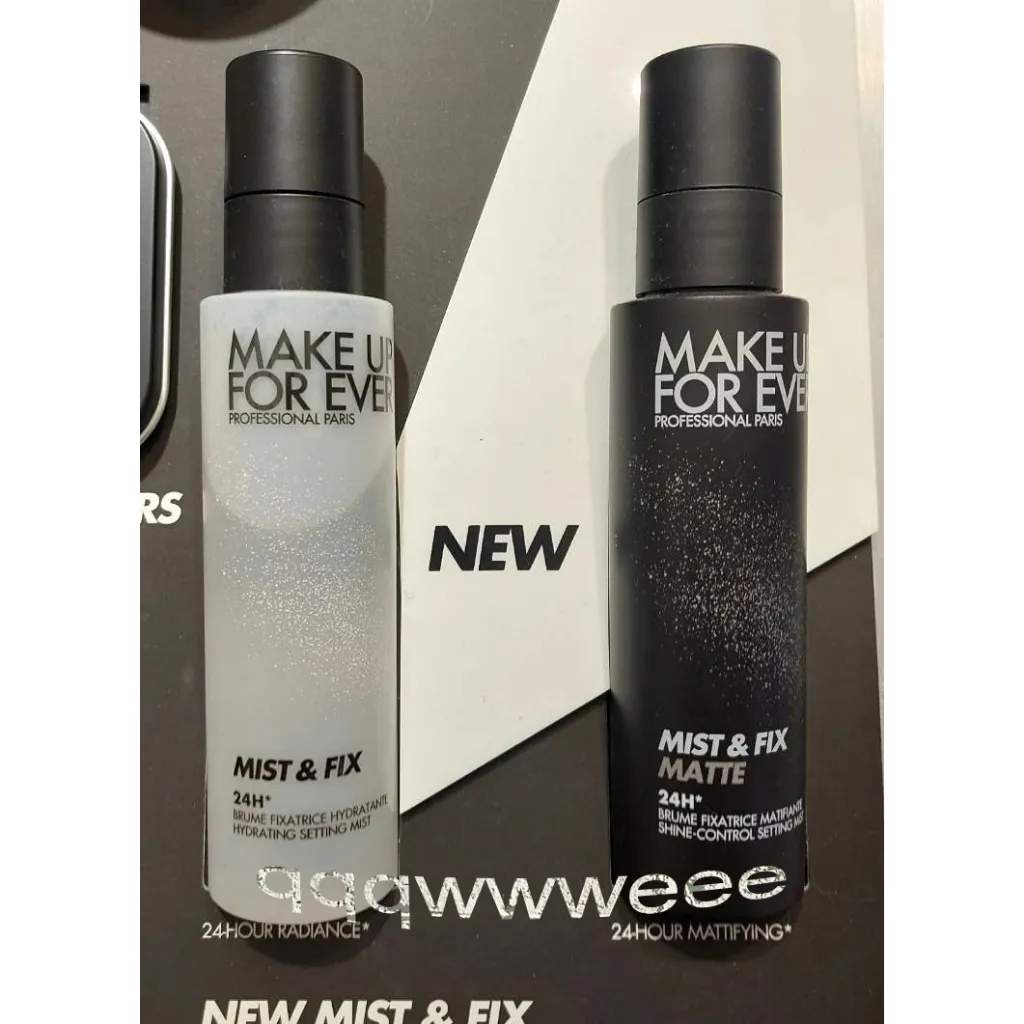 RS
MAKE UP
FOR EVER
PROFESSIONAL PARIS
MIST & FIX
24H*
BRUME FIXATRICE HYDRATANTE
HYDRATING SETTING MIST
24-HOUR RADIANCE*
NEW
MAKE U
FOR EVE
PROFESSIONAL PARIS
MIST & FIX
MATTE
24H*
BRUME FIXATRICE MATIFIANTE
SHINE-CONTROL SETTING MIST
24-HOUR MATTIFYING*
qqqwwweee
NEW MIST & FIX